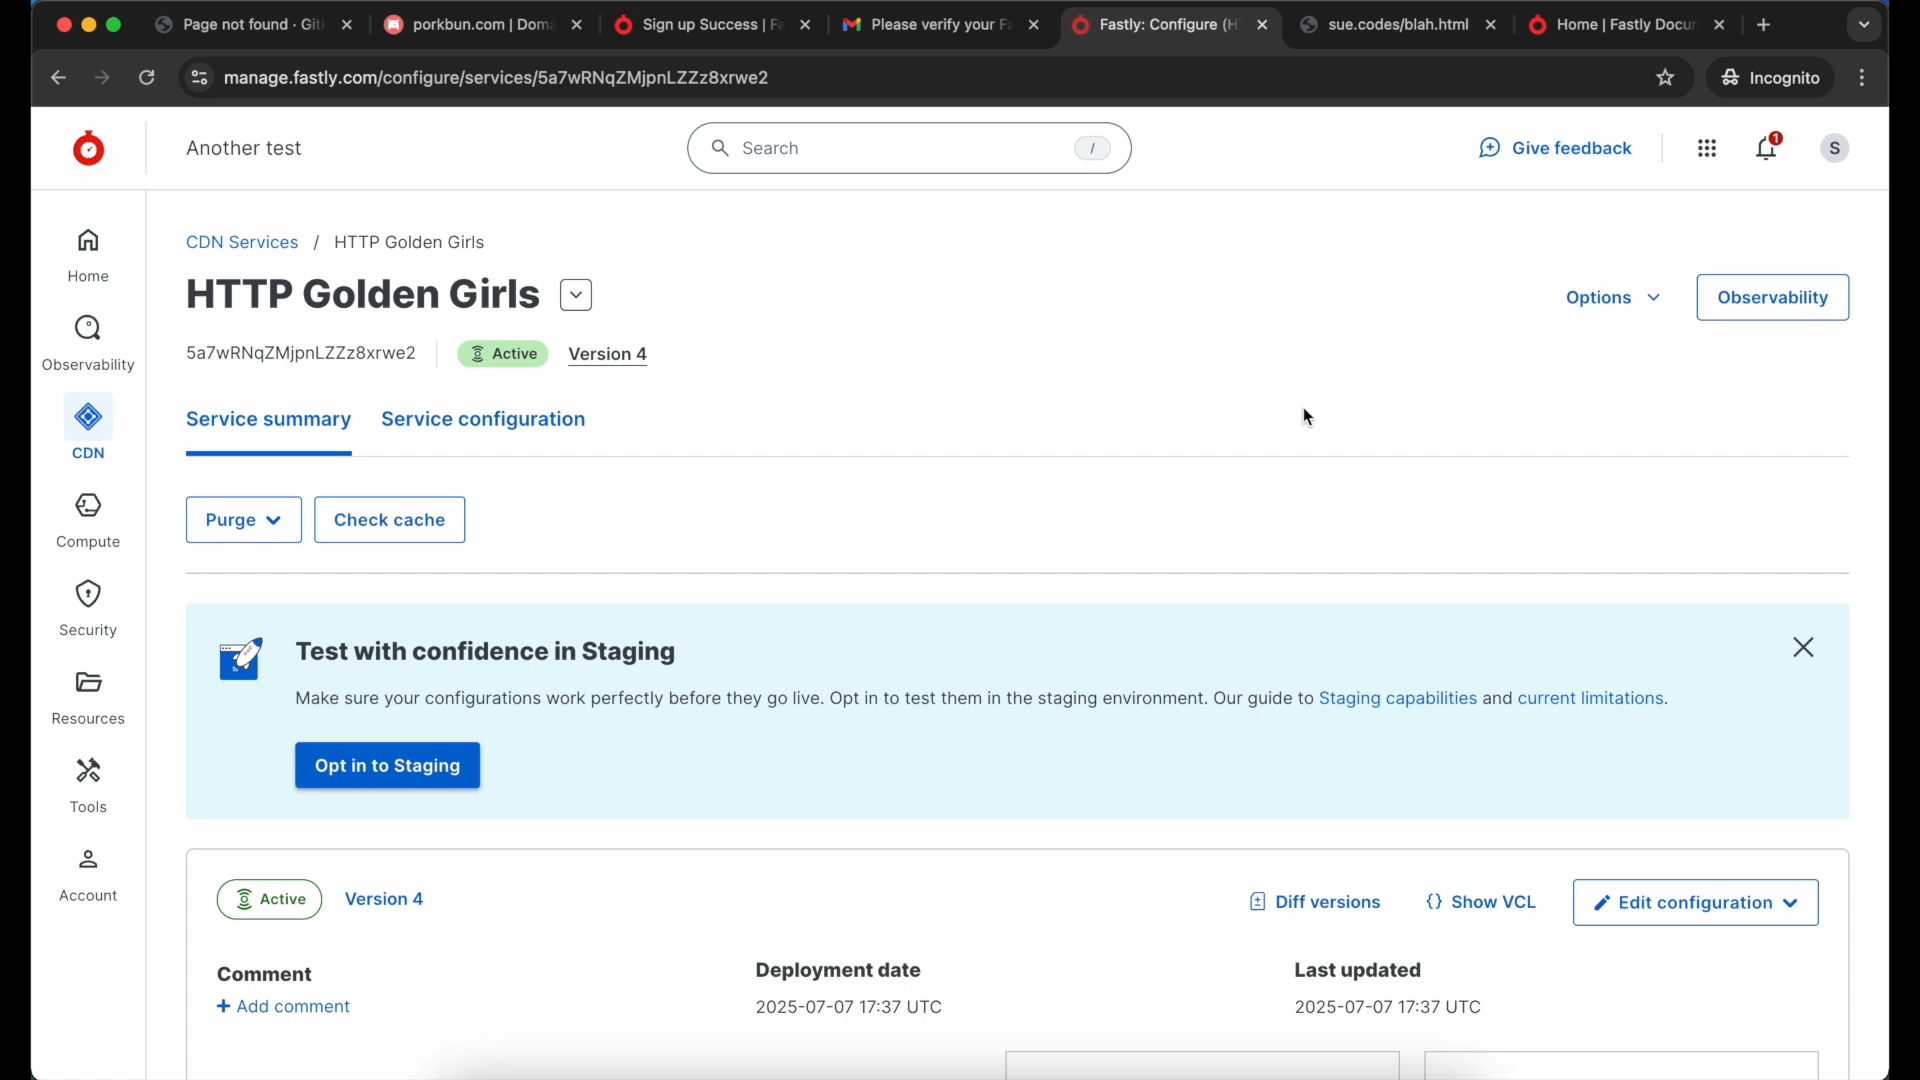 Page not found · Git
porkbun.com | Doma
Sign up Success | Fa
Please verify your Fa
Fastly: Configure (H
sue.codes/blah.html
Home | Fastly Docu
manage.fastly.com/configure/services/5a7wRNqZMjpnLZZz8xrwe2
Incognito
Another test
Search
/
Give feedback
1
S
Home
Observability
CDN
Compute
Security
Resources
Tools
Account
CDN Services / HTTP Golden Girls
HTTP Golden Girls
Options
Observability
5a7wRNqZMjpnLZZz8xrwe2
Active
Version 4
Service summary
Service configuration
Purge
Check cache
Test with confidence in Staging
Make sure your configurations work perfectly before they go live. Opt in to test them in the staging environment. Our guide to Staging capabilities and current limitations.
Opt in to Staging
Active
Version 4
Diff versions
{} Show VCL
Edit configuration
Comment
+ Add comment
Deployment date
2025-07-07 17:37 UTC
Last updated
2025-07-07 17:37 UTC